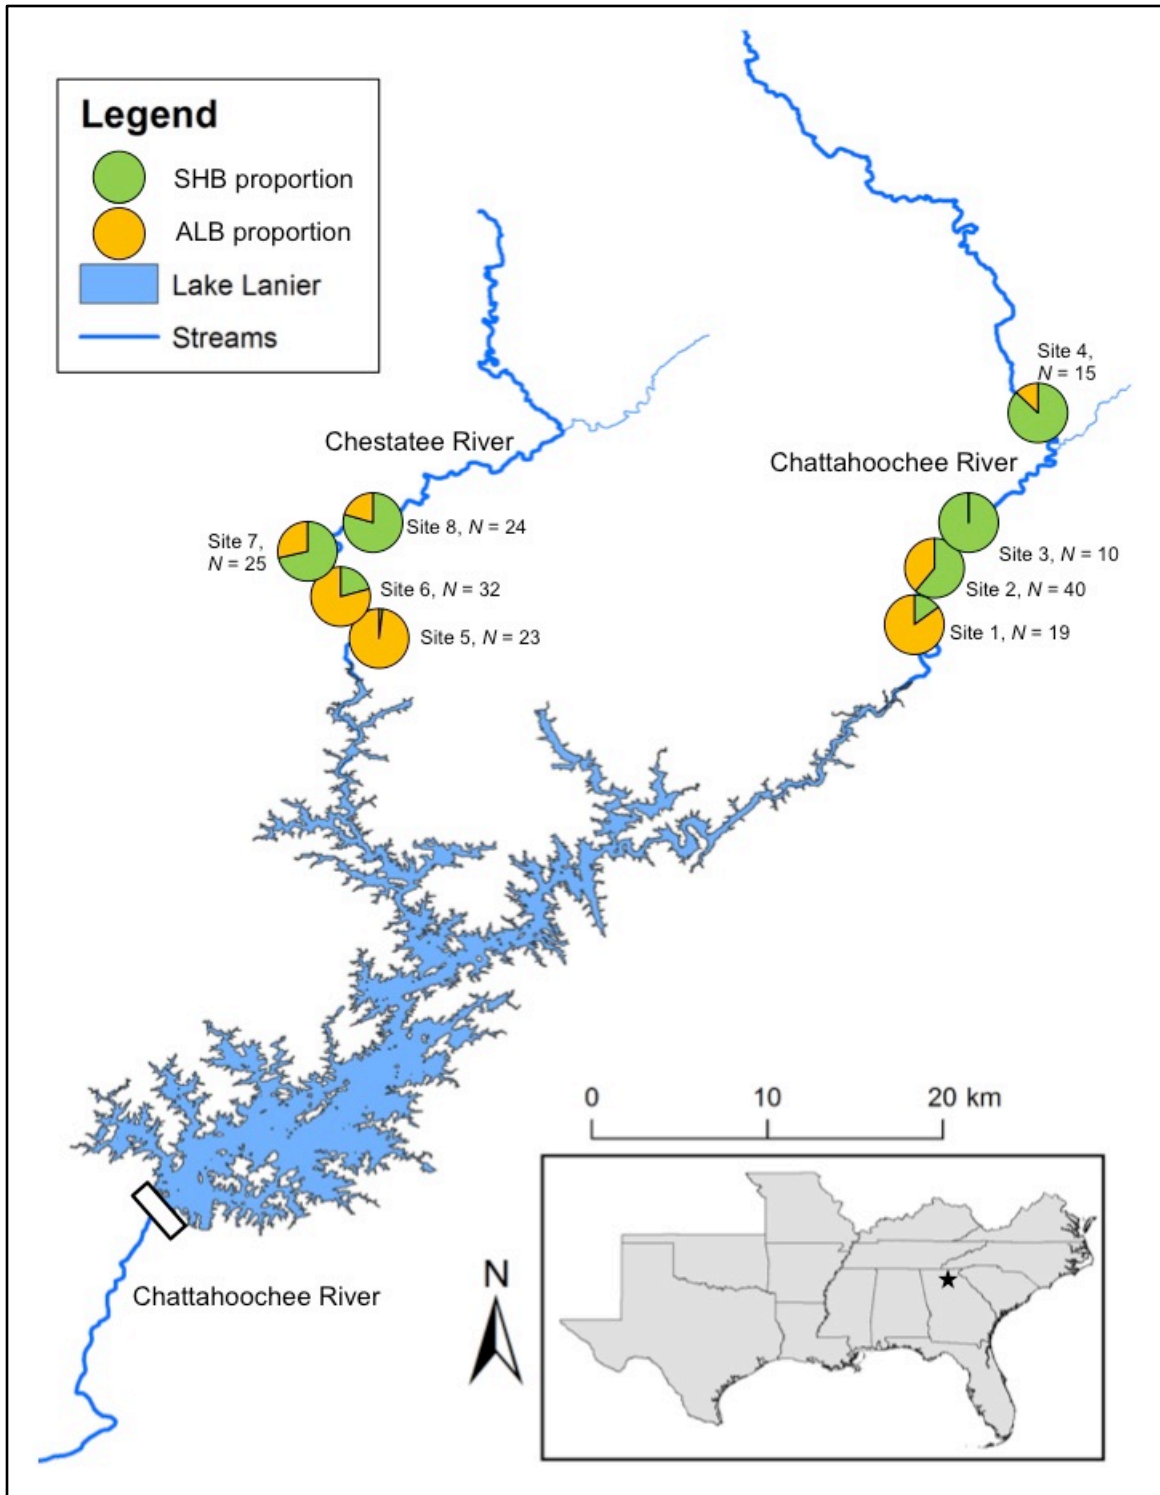 Legend
SHB proportion
ALB proportion
Lake Lanier
Streams
Site 4,
N = 15
Chestatee River
Chattahoochee River
Site 7,
N = 25
Site 8, N = 24
Site 3, N = 10
Site 6, N = 32
Site 2, N = 40
Site 5, N = 23
Site 1, N = 19
0 10 20 km
N
Chattahoochee River